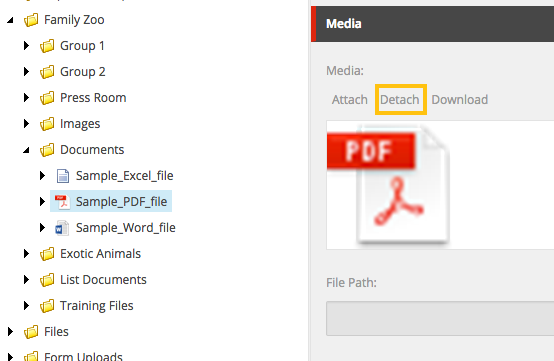 Family Zoo
Group 1
Group 2
Press Room
Images
Documents
Sample_Excel_file
Sample_PDF_file
Sample_Word_file
Exotic Animals
List Documents
Training Files
Files
Form Uploads
Media
Media:
Attach Detach Download
PDF
File Path: